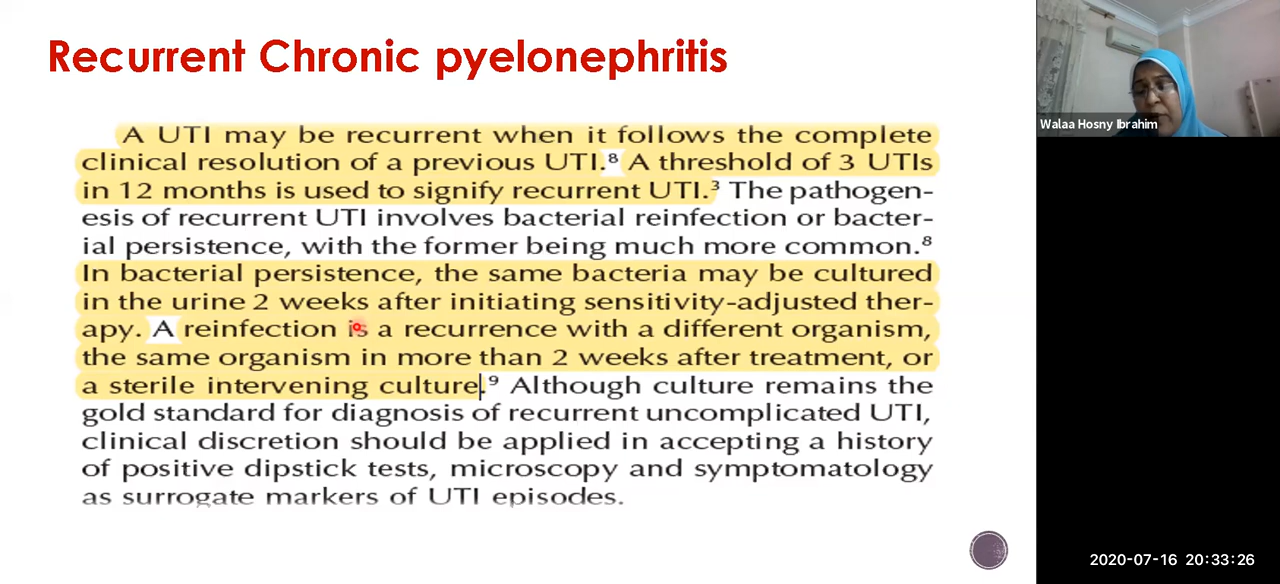 Recurrent Chronic pyelonephritis
A UTI may be recurrent when it follows the complete
clinical resolution of a previous UTI.⁸ A threshold of 3 UTIs
in 12 months is used to signify recurrent UTI.³ The pathogen-
esis of recurrent UTI involves bacterial reinfection or bacter-
ial persistence, with the former being much more common.⁸
In bacterial persistence, the same bacteria may be cultured
in the urine 2 weeks after initiating sensitivity-adjusted ther-
apy. A reinfection is a recurrence with a different organism,
the same organism in more than 2 weeks after treatment, or
a sterile intervening culture.⁹ Although culture remains the
gold standard for diagnosis of recurrent uncomplicated UTI,
clinical discretion should be applied in accepting a history
of positive dipstick tests, microscopy and symptomatology
as surrogate markers of UTI episodes.
Walaa Hosny Ibrahim
2020-07-16 20:33:26